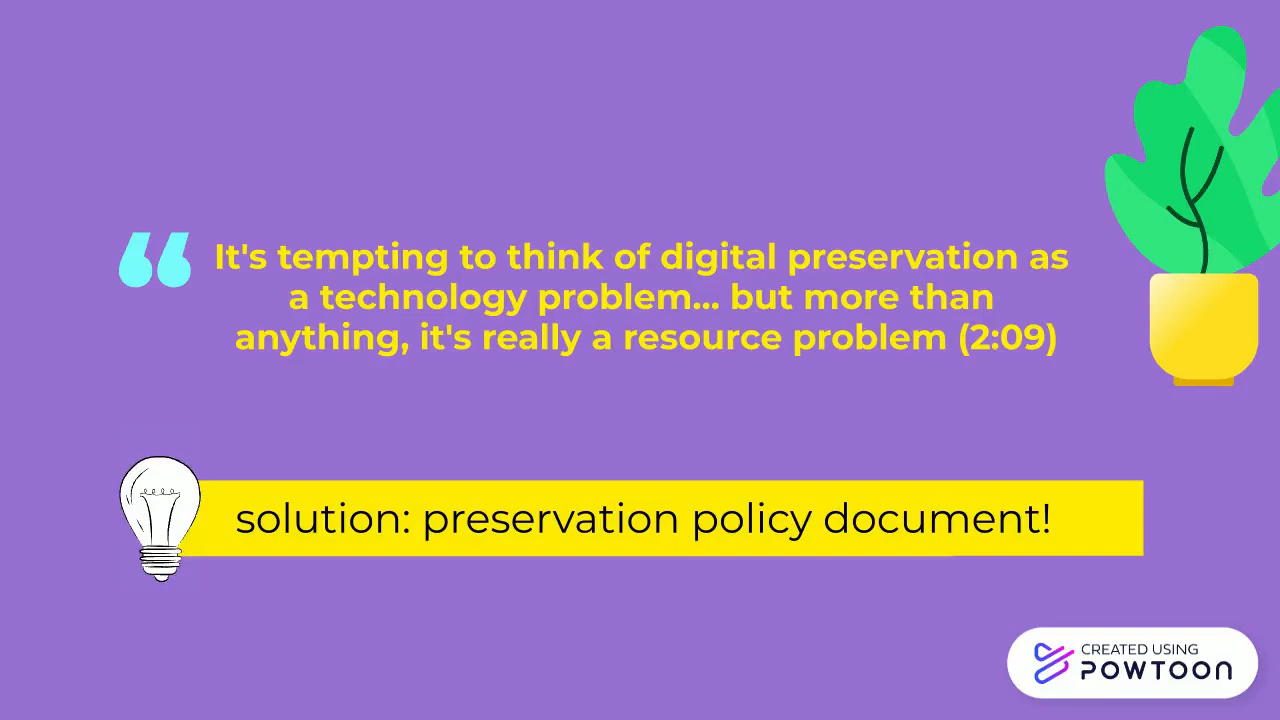 It's tempting to think of digital preservation as
a technology problem... but more than
anything, it's really a resource problem (2:09)
solution: preservation policy document!
CREATED USING
POWTOON